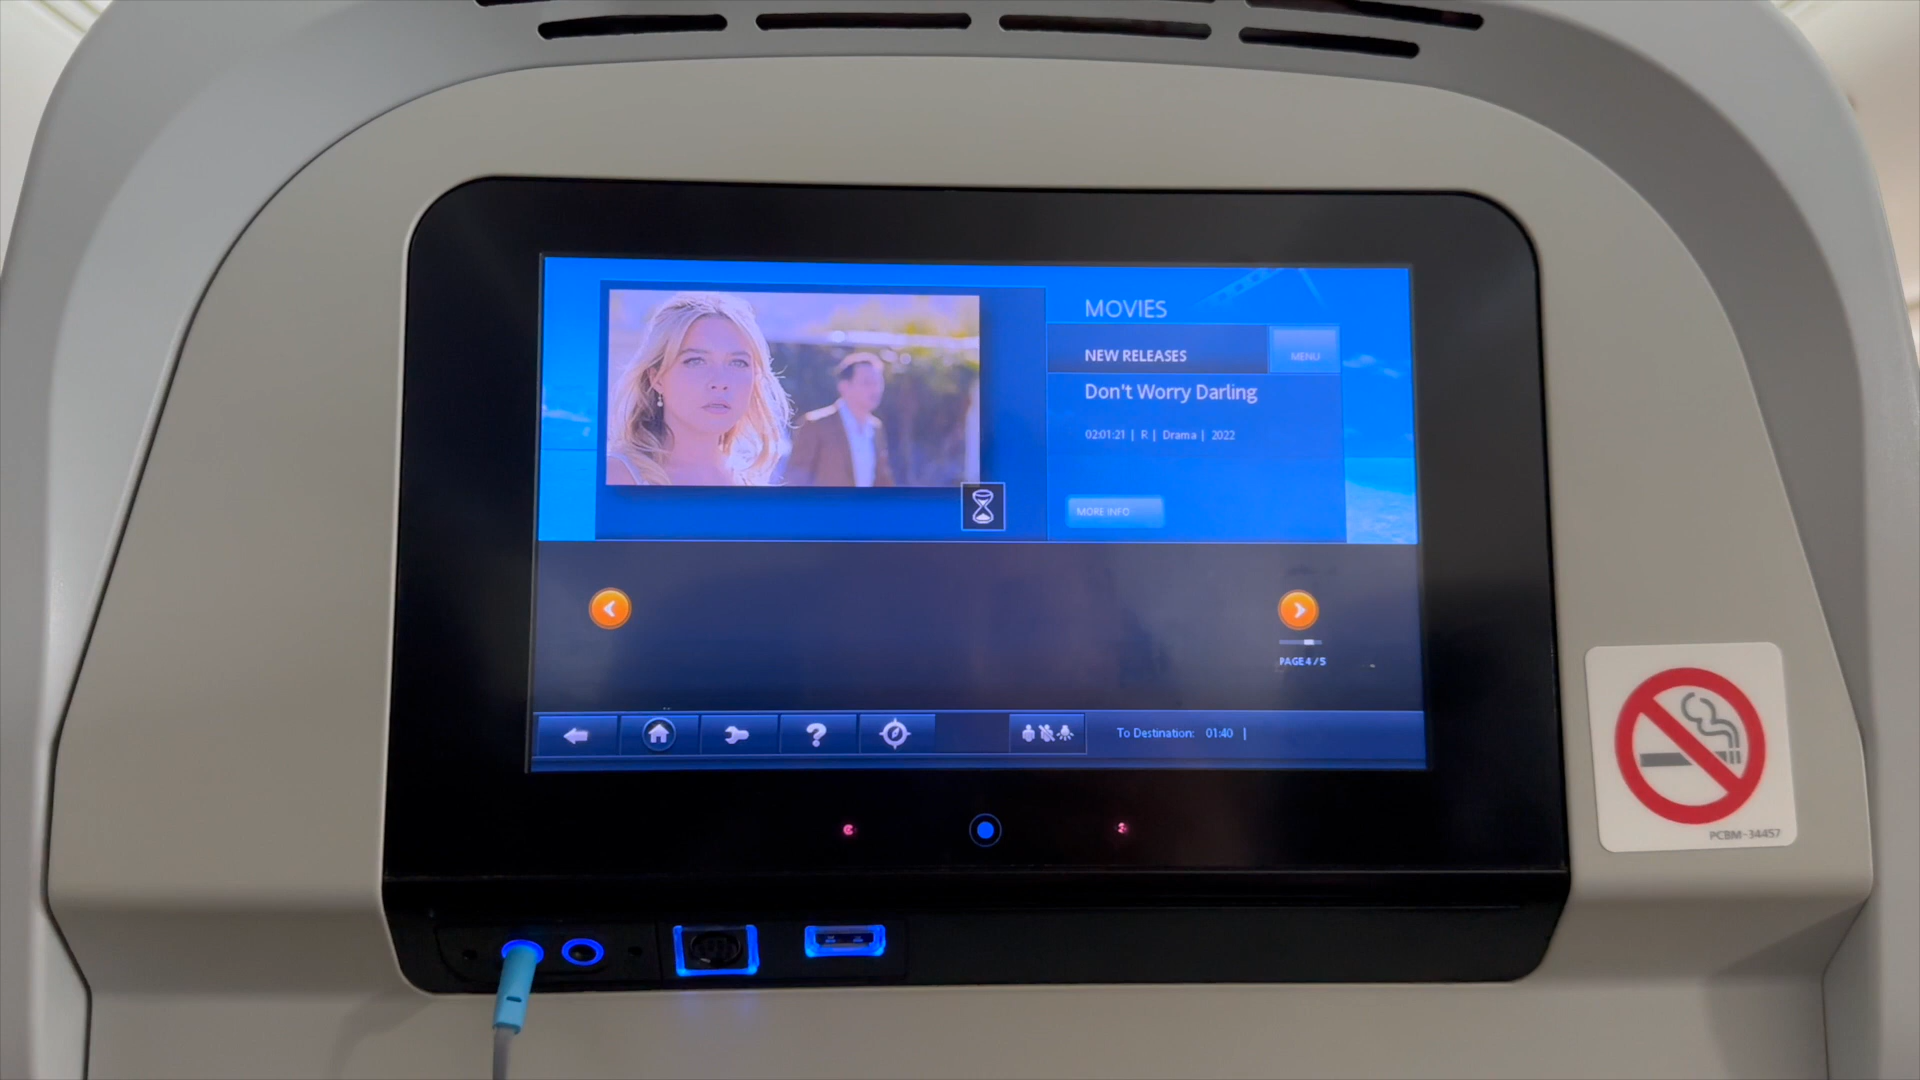 MOVIES
NEW RELEASES
MENU
Don't Worry Darling
02:01:21 | R | Drama | 2022
MORE INFO
PAGE 4 / 5
?
To Destination: 01:40 |
PCBM-34457